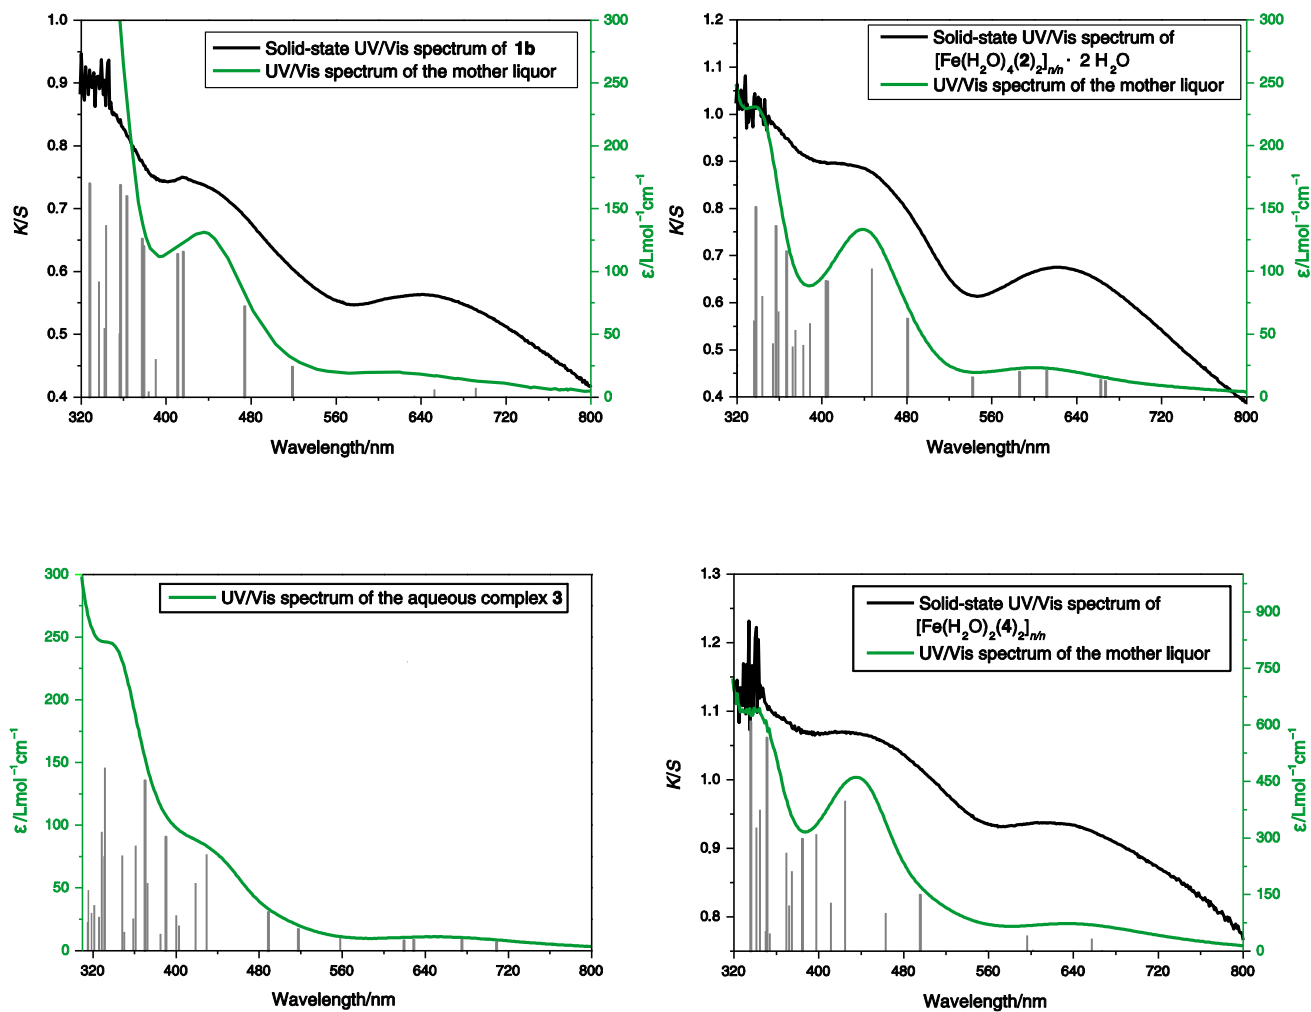 1.0
0.9
0.8
0.7
0.6
0.5
0.4
K/S
Solid-state UV/Vis spectrum of 1b
UV/Vis spectrum of the mother liquor
300
250
200
150
100
50
0
ε/Lmol⁻¹cm⁻¹
320 400 480 560 640 720 800
Wavelength/nm
1.2
1.1
1.0
0.9
0.8
0.7
0.6
0.5
0.4
K/S
Solid-state UV/Vis spectrum of
[Fe(H₂O)₄(2)₂]n/n · 2 H₂O
UV/Vis spectrum of the mother liquor
300
250
200
150
100
50
0
ε/Lmol⁻¹cm⁻¹
320 400 480 560 640 720 800
Wavelength/nm
300
250
200
150
100
50
0
ε/Lmol⁻¹cm⁻¹
UV/Vis spectrum of the aqueous complex 3
320 400 480 560 640 720 800
Wavelength/nm
1.3
1.2
1.1
1.0
0.9
0.8
K/S
Solid-state UV/Vis spectrum of
[Fe(H₂O)₂(4)₂]n/n
UV/Vis spectrum of the mother liquor
900
750
600
450
300
150
0
ε/Lmol⁻¹cm⁻¹
320 400 480 560 640 720 800
Wavelength/nm